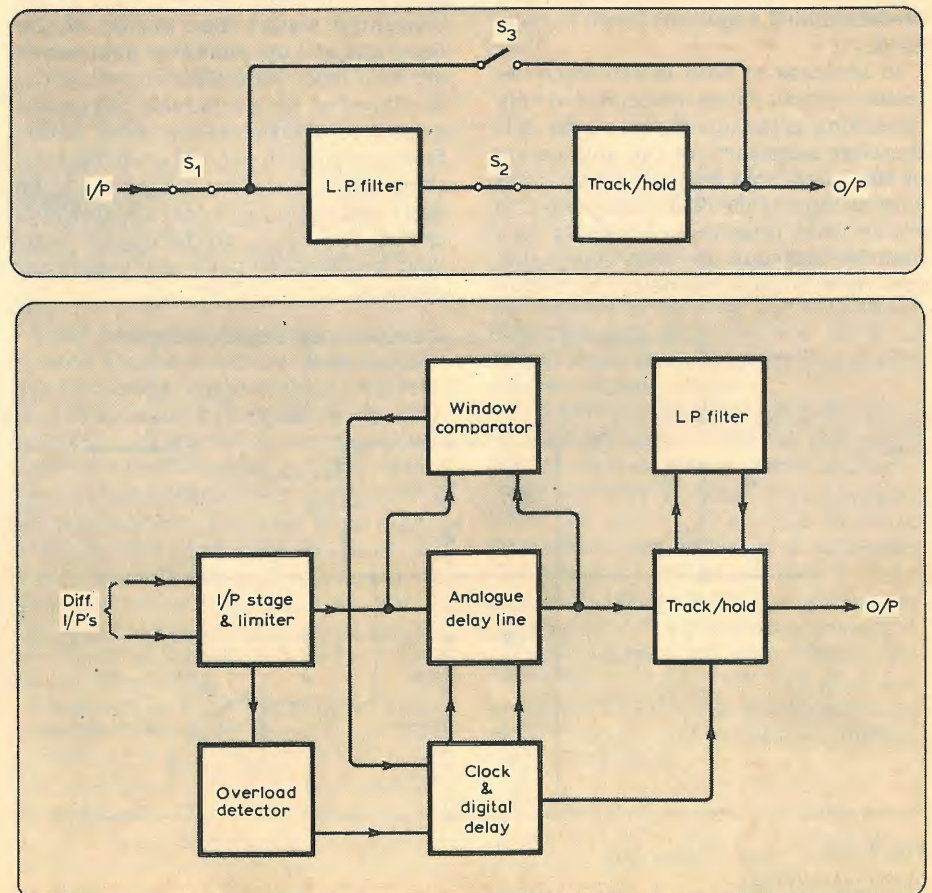 S₃
I/P
S₁
L.P. filter
S₂
Track/hold
O/P
Window
comparator
L P filter
Diff.
I/P's
I/P stage
& limiter
Analogue
delay line
Track/hold
O/P
Overload
detector
Clock
&
digital
delay